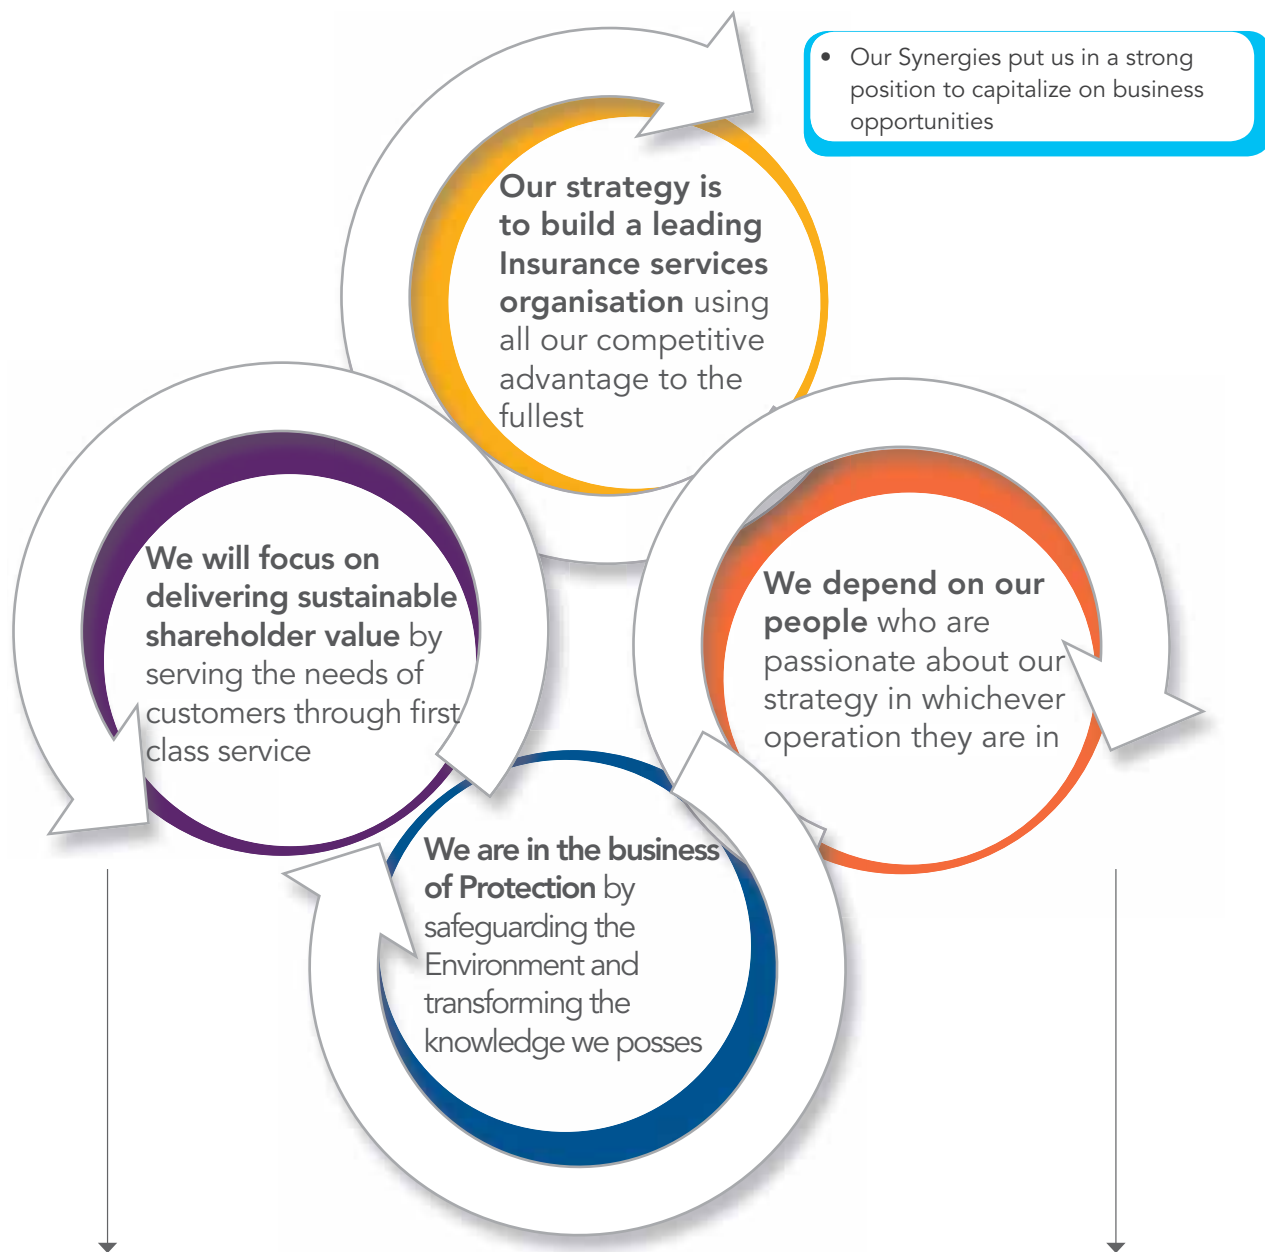 • Our Synergies put us in a strong
position to capitalize on business
opportunities
Our strategy is
to build a leading
Insurance services
organisation using
all our competitive
advantage to the
fullest
We will focus on
delivering sustainable
shareholder value by
serving the needs of
customers through first
class service
We depend on our
people who are
passionate about our
strategy in whichever
operation they are in
We are in the business
of Protection by
safeguarding the
Environment and
transforming the
knowledge we posses